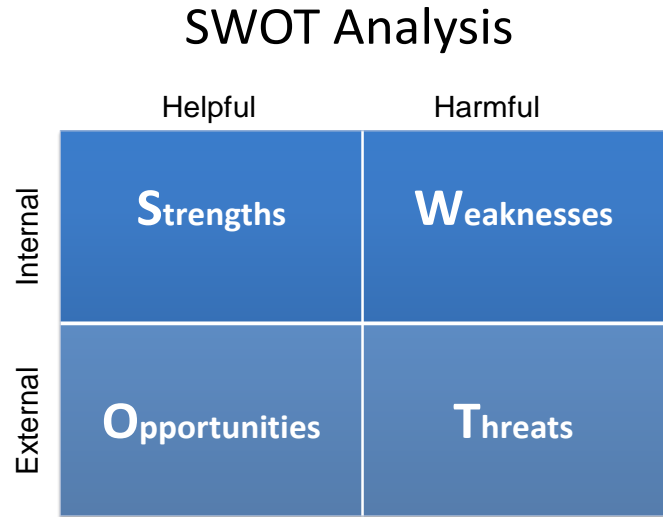 SWOT Analysis
Helpful Harmful
Internal
Strengths Weaknesses
External
Opportunities Threats